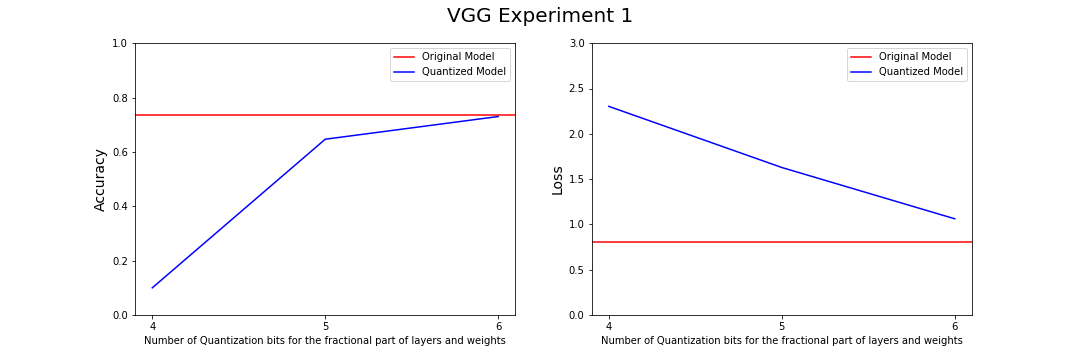 VGG Experiment 1
1.0
0.8
0.6
0.4
0.2
0.0
Accuracy
Original Model
Quantized Model
4 5 6
Number of Quantization bits for the fractional part of layers and weights
3.0
2.5
2.0
1.5
1.0
0.5
0.0
Loss
Original Model
Quantized Model
4 5 6
Number of Quantization bits for the fractional part of layers and weights